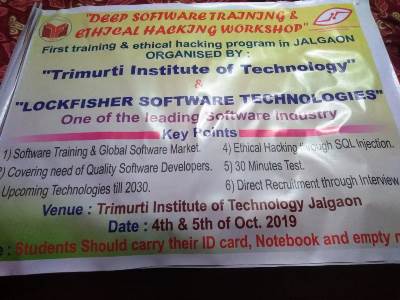 "DEEP SOFTWARE TRAINING &
ETHICAL HACKING WORKSHOP"
First training & ethical hacking program in JALGAON
ORGANISED BY :
"Trimurti Institute of Technology"
&
"LOCKFISHER SOFTWARE TECHNOLOGIES"
One of the leading Software Industry
Key Points
1) Software Training & Global Software Market.
2) Covering need of Quality Software Developers.
Upcoming Technologies till 2030.
4) Ethical Hacking through SQL Injection.
5) 30 Minutes Test.
6) Direct Recruitment through Interview.
Venue : Trimurti Institute of Technology Jalgaon
Date : 4th & 5th of Oct. 2019
e : Students Should carry their ID card, Notebook and empty